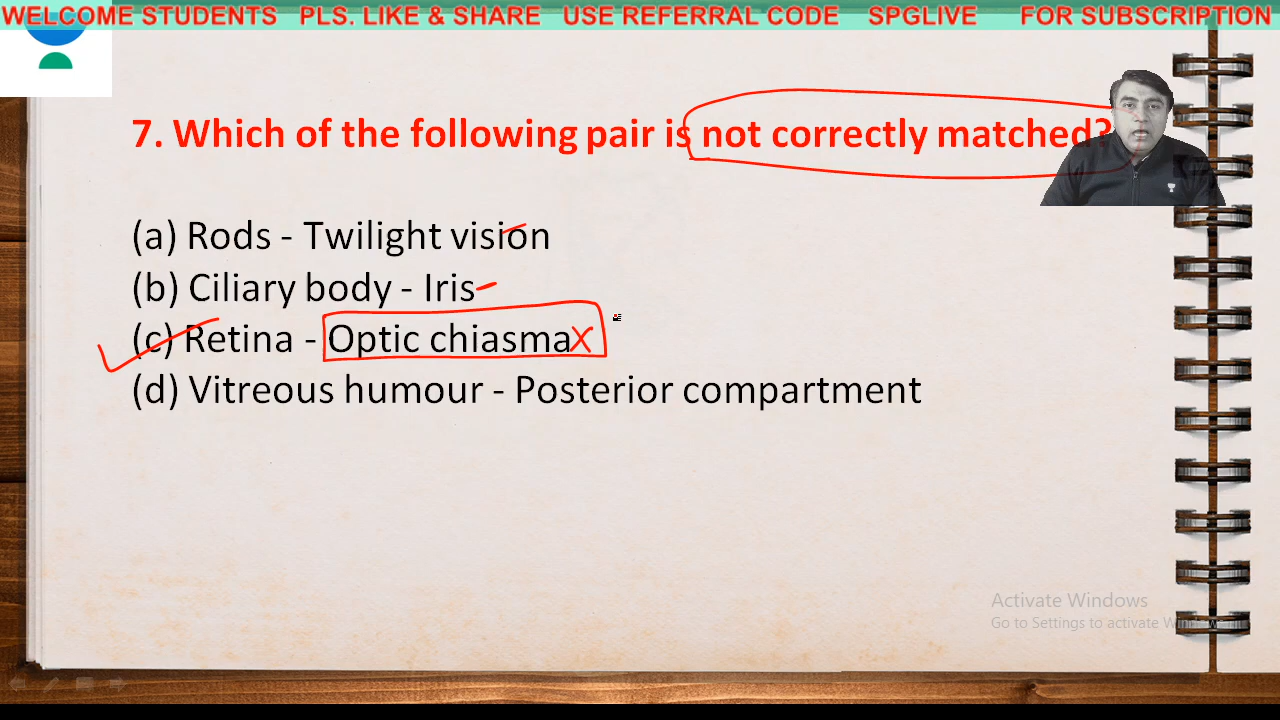 WELCOME STUDENTS PLS. LIKE & SHARE USE REFERRAL CODE SPGLIVE FOR SUBSCRIPTION
7. Which of the following pair is not correctly matched?
(a) Rods - Twilight vision
(b) Ciliary body - Iris
(c) Retina - Optic chiasma
(d) Vitreous humour - Posterior compartment
Activate Windows
Go to Settings to activate